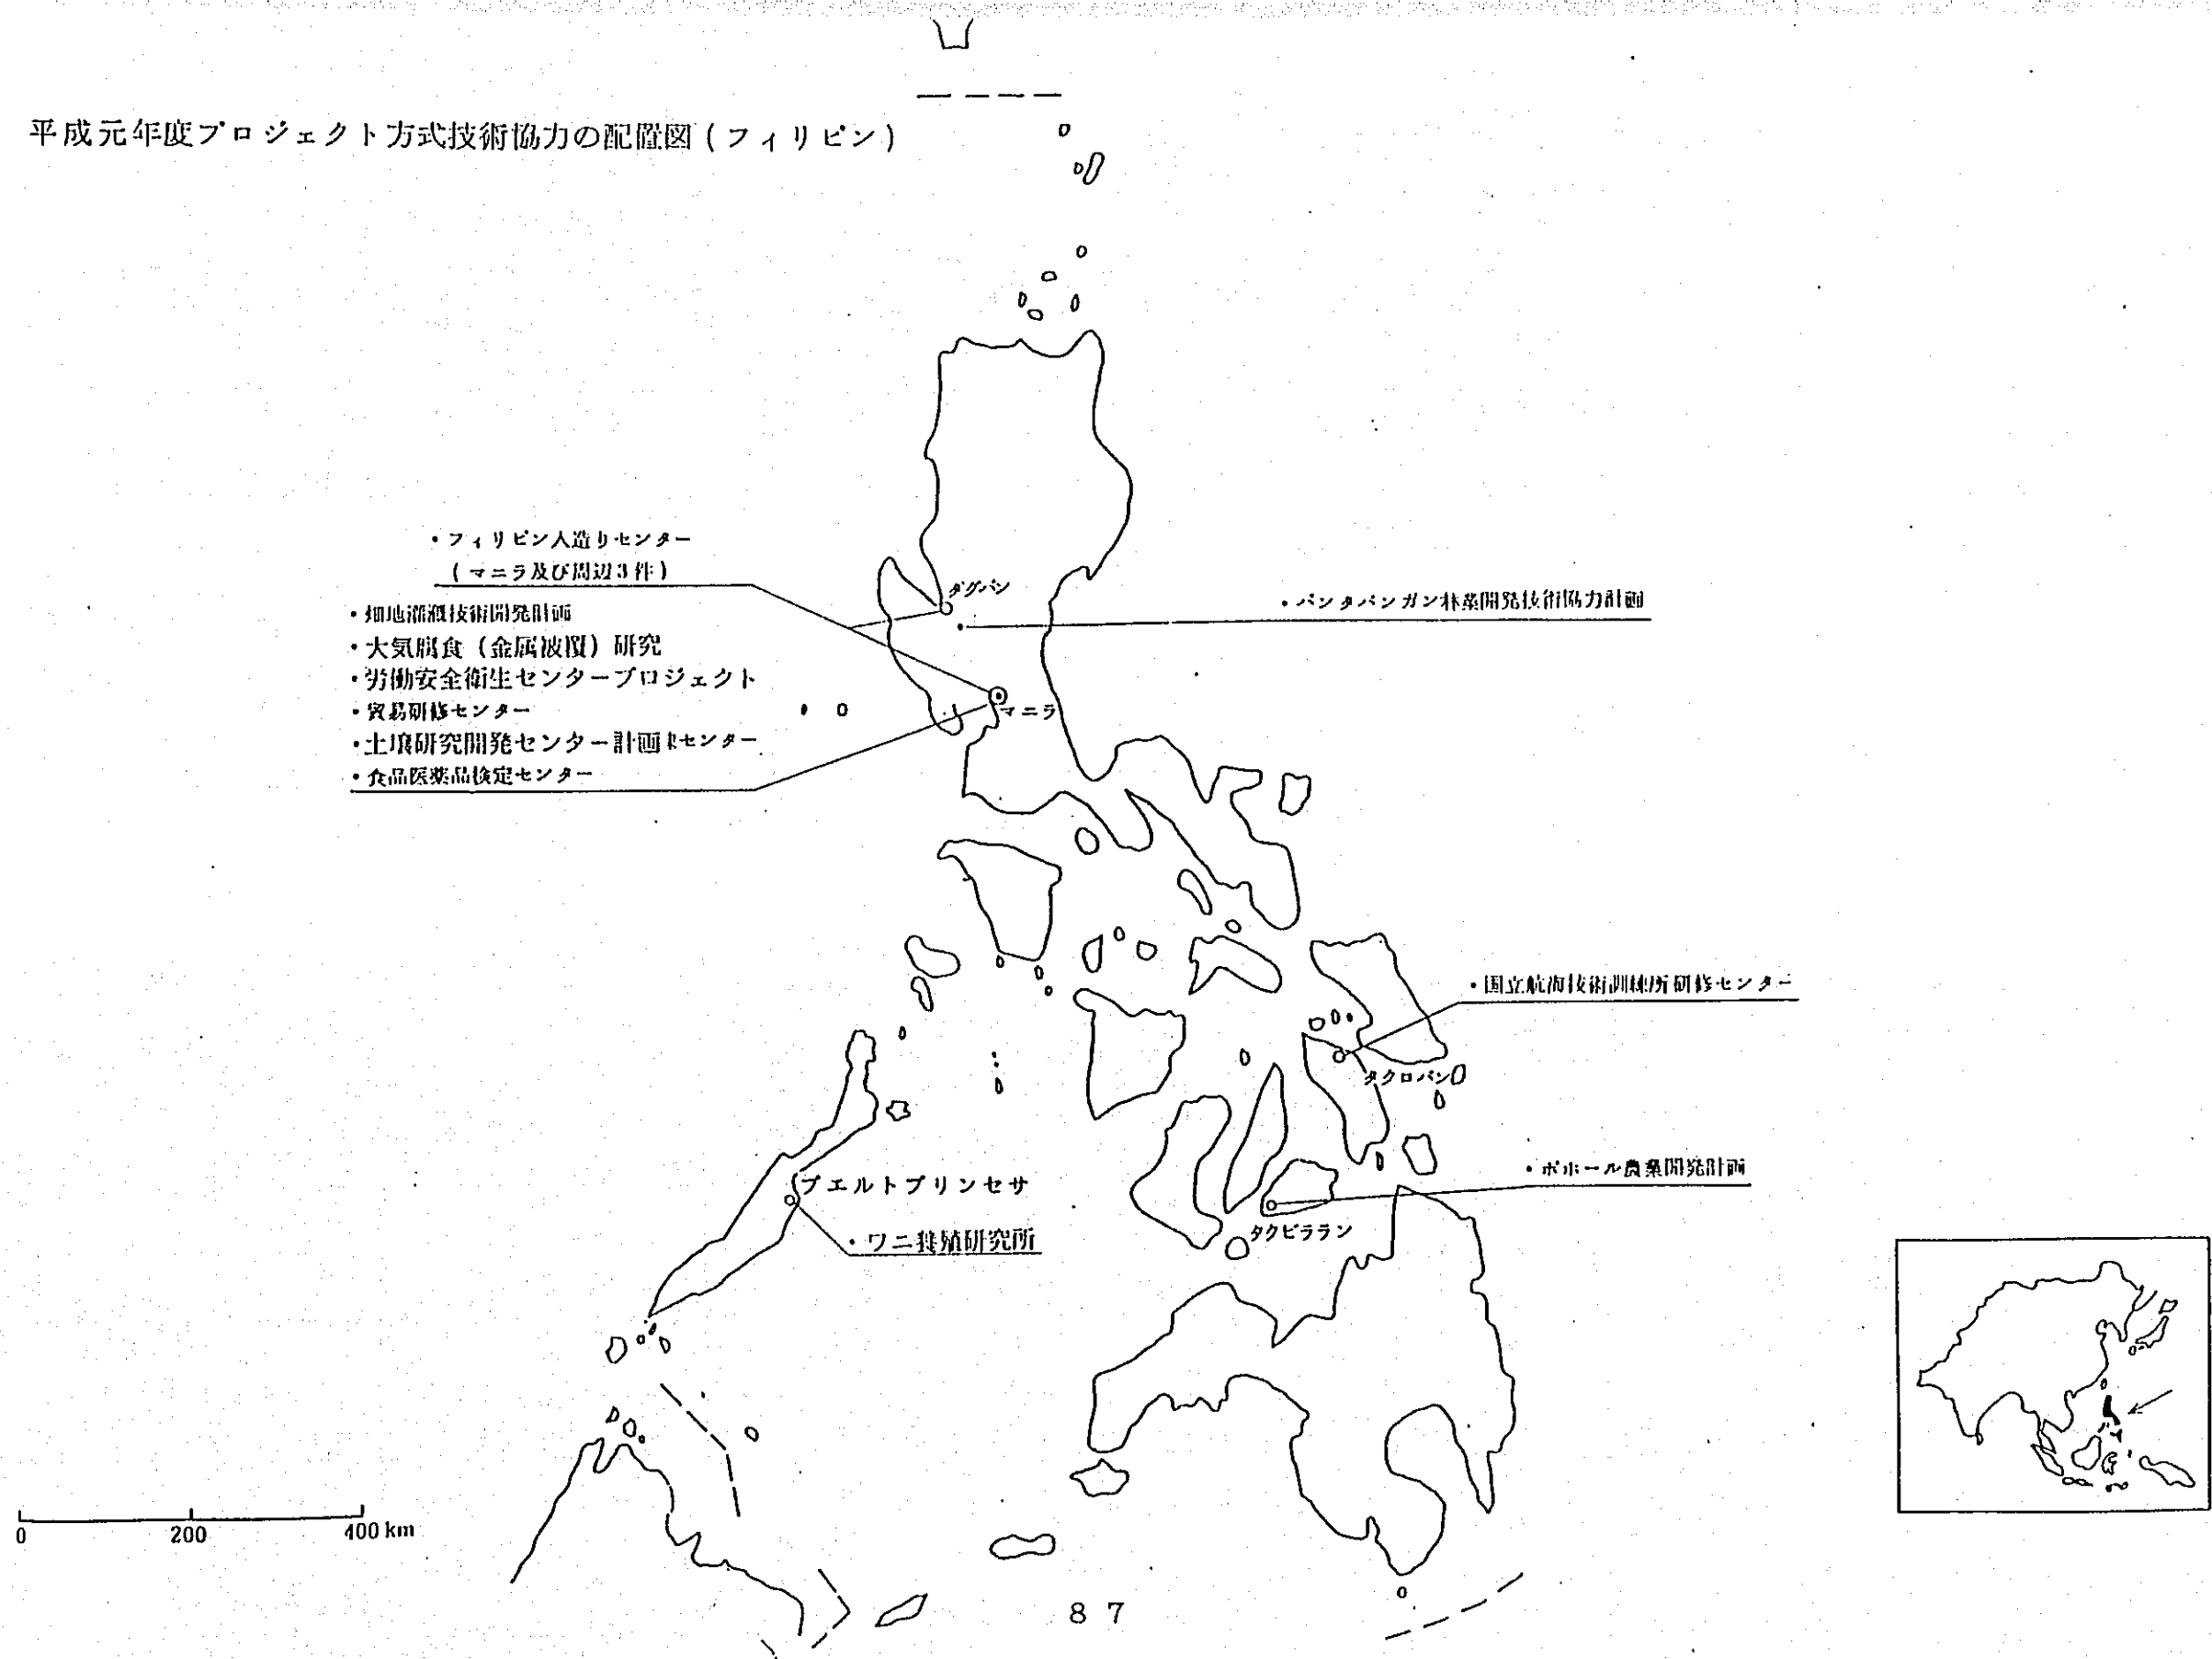 平成元年度プロジェクト方式技術協力の配置図(フィリピン)
・フィリピン人造りセンター
(マニラ及び周辺3件)
ダグパン
・パンタバンガン林業開発技術協力計画
・畑地灌漑技術開発計画
・大気腐食(金属被覆)研究
・労働安全衛生センタープロジェクト
・貿易研修センター
マニラ
・土壌研究開発センター計画
センター
・食品医薬品検定センター
・国立航海技術訓練所研修センター
タクロバン
・ボホール農業開発計画
プエルトプリンセサ
・ワニ養殖研究所
タクビララン
0 200 400 km
87